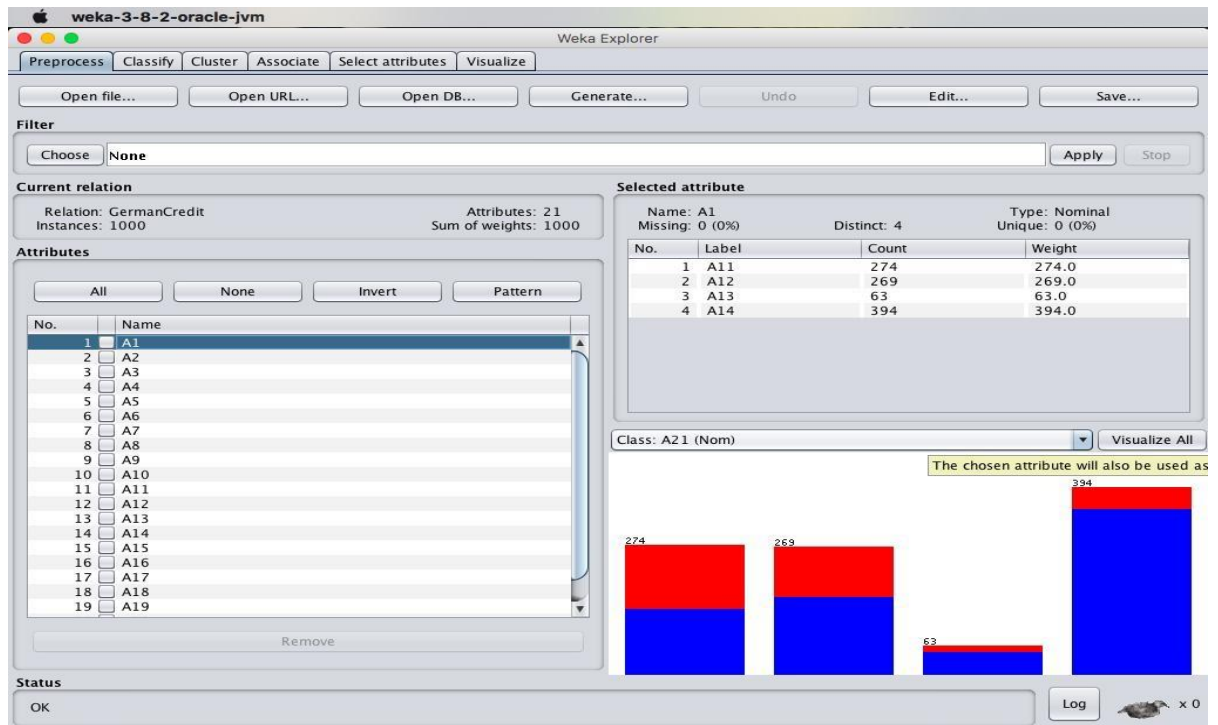 weka-3-8-2-oracle-jvm
Weka Explorer
Preprocess Classify Cluster Associate Select attributes Visualize
Open file... Open URL... Open DB... Generate... Undo Edit... Save...
Filter
Choose None Apply Stop
Current relation
Relation: GermanCredit Attributes: 21
Instances: 1000 Sum of weights: 1000
Attributes
All None Invert Pattern
No. Name
1 A1
2 A2
3 A3
4 A4
5 A5
6 A6
7 A7
8 A8
9 A9
10 A10
11 A11
12 A12
13 A13
14 A14
15 A15
16 A16
17 A17
18 A18
19 A19
Remove
Selected attribute
Name: A1 Type: Nominal
Missing: 0 (0%) Distinct: 4 Unique: 0 (0%)
No. Label Count Weight
1 A11 274 274.0
2 A12 269 269.0
3 A13 63 63.0
4 A14 394 394.0
Class: A21 (Nom) Visualize All
The chosen attribute will also be used as
394
274
269
63
Status
OK
Log x 0